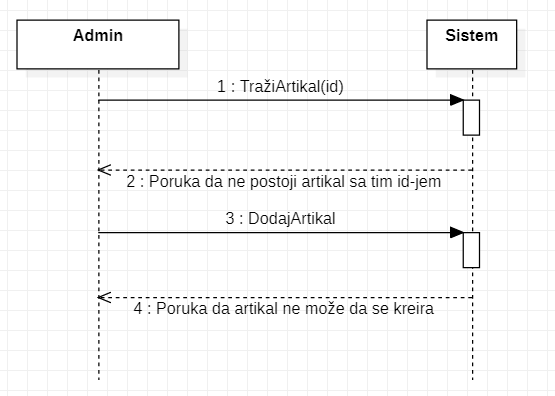 Admin
Sistem
1 : TražiArtikal(id)
2 : Poruka da ne postoji artikal sa tim id-jem
3 : DodajArtikal
4 : Poruka da artikal ne može da se kreira